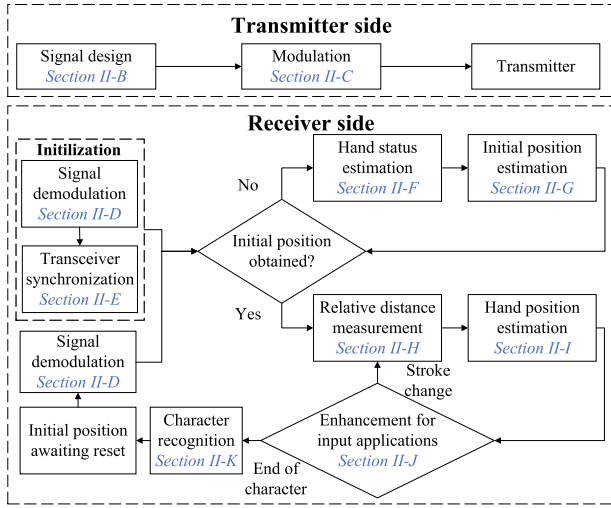 Transmitter side
Signal design
Section II-B
Modulation
Section II-C
Transmitter
Receiver side
Initilization
Signal
demodulation
Section II-D
Transceiver
synchronization
Section II-E
Signal
demodulation
Section II-D
Initial position
awaiting reset
No
Hand status
estimation
Section II-F
Initial position
estimation
Section II-G
Initial position
obtained?
Yes
Relative distance
measurement
Section II-H
Hand position
estimation
Section II-I
Stroke
change
Enhancement for
input applications
Section II-J
End of
character
Character
recognition
Section II-K